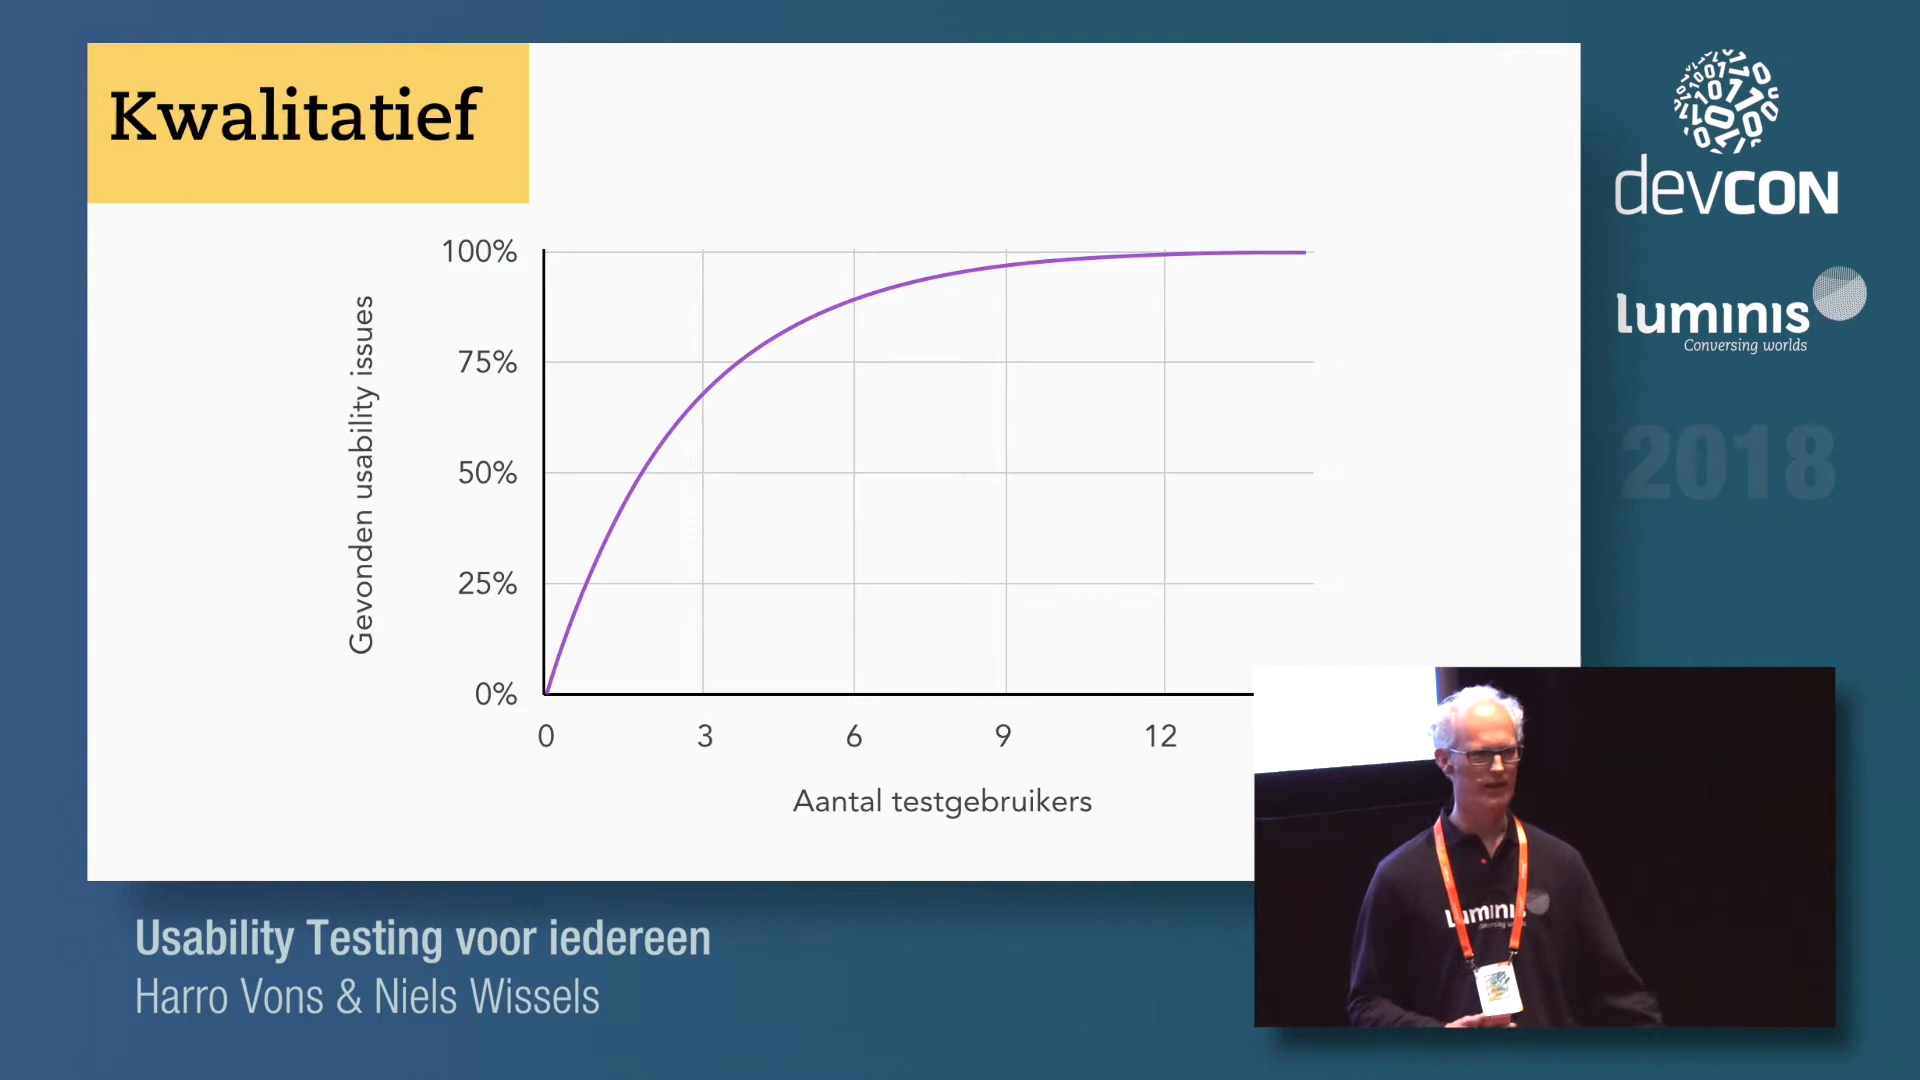 Kwalitatief
100%
75%
50%
25%
0%
Gevonden usability issues
0 3 6 9 12
Aantal testgebruikers
devCON
luminis
Conversing worlds
2018
luminis
Usability Testing voor iedereen
Harro Vons & Niels Wissels